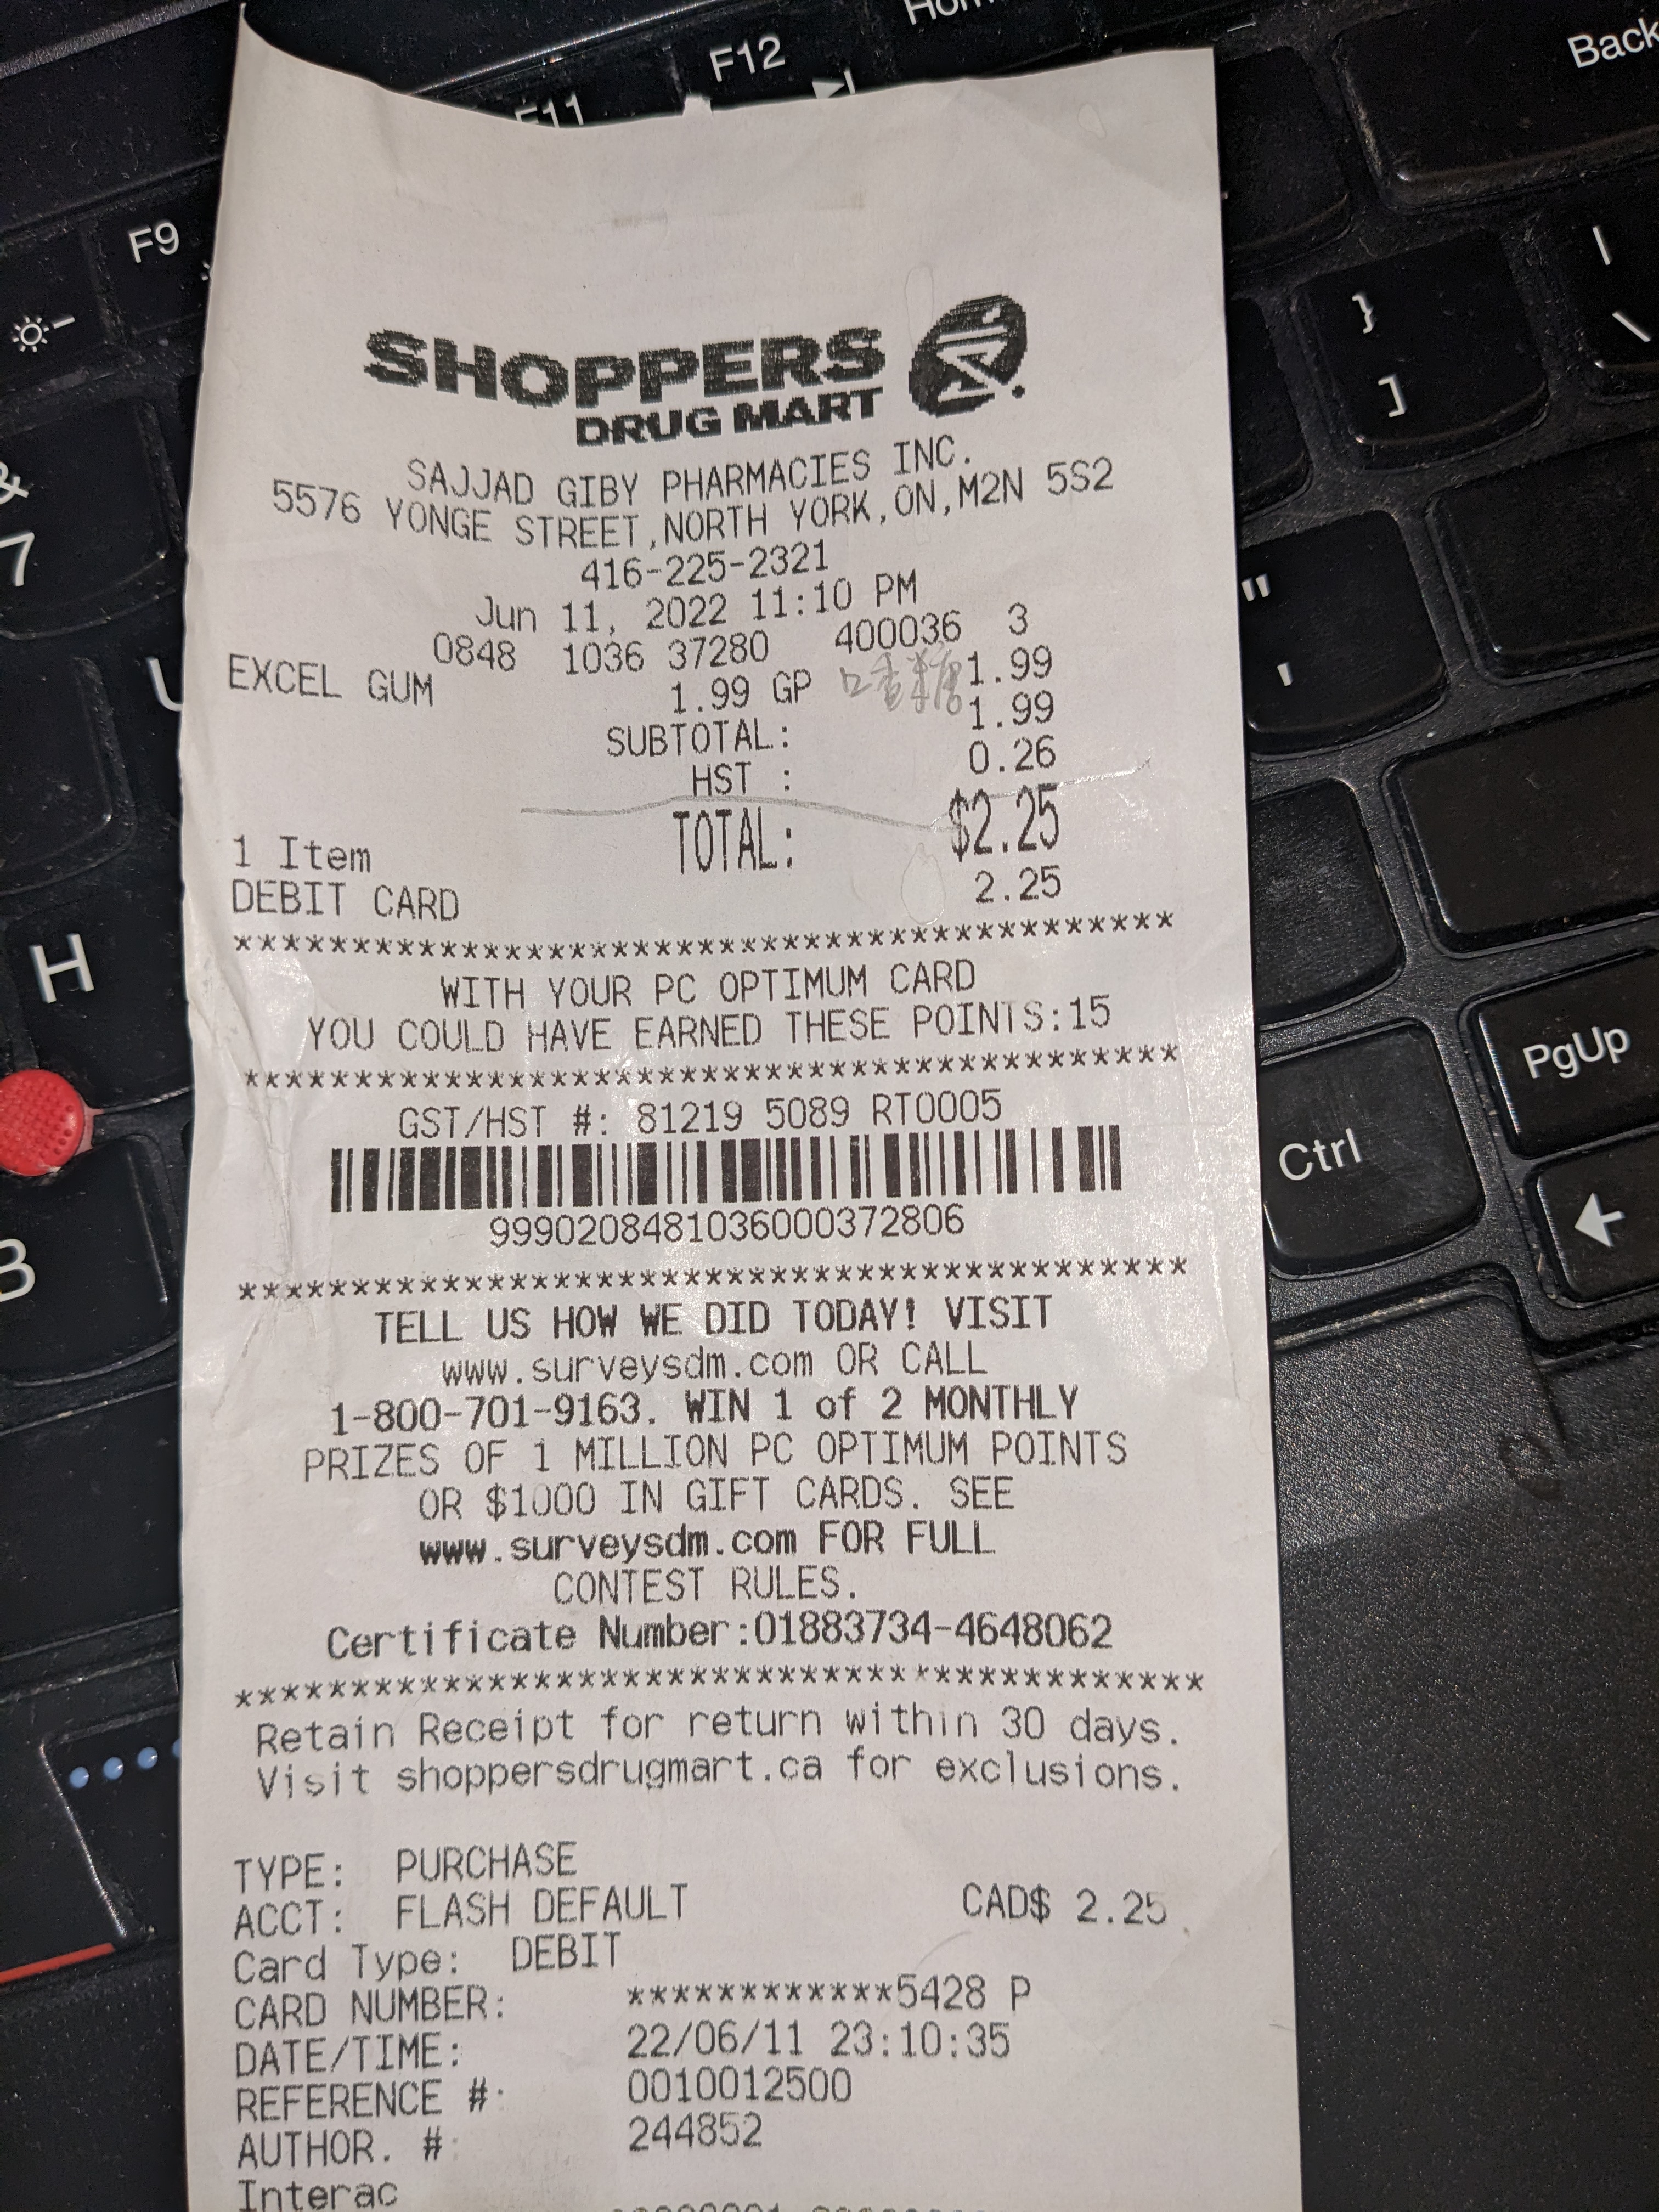 Hom
F12
F11
Back
F9
&
7
U
H
B
}
]
|
\
"
'
PgUp
Ctrl
SHOPPERS
DRUG MART
SAJJAD GIBY PHARMACIES INC.
5576 YONGE STREET,NORTH YORK,ON,M2N 5S2
416-225-2321
Jun 11, 2022 11:10 PM
0848 1036 37280 400036 3
EXCEL GUM 1.99 GP 口香糖 1.99
SUBTOTAL: 1.99
HST : 0.26
TOTAL: $2.25
1 Item
DEBIT CARD 2.25
****************************************
WITH YOUR PC OPTIMUM CARD
YOU COULD HAVE EARNED THESE POINTS:15
****************************************
GST/HST #: 81219 5089 RT0005
9990208481036000372806
****************************************
TELL US HOW WE DID TODAY! VISIT
www.surveysdm.com OR CALL
1-800-701-9163. WIN 1 of 2 MONTHLY
PRIZES OF 1 MILLION PC OPTIMUM POINTS
OR $1000 IN GIFT CARDS. SEE
www.surveysdm.com FOR FULL
CONTEST RULES.
Certificate Number:01883734-4648062
****************************************
Retain Receipt for return within 30 days.
Visit shoppersdrugmart.ca for exclusions.
TYPE: PURCHASE
ACCT: FLASH DEFAULT CAD$ 2.25
Card Type: DEBIT
CARD NUMBER: ************5428 P
DATE/TIME: 22/06/11 23:10:35
REFERENCE #: 0010012500
AUTHOR. #: 244852
Interac